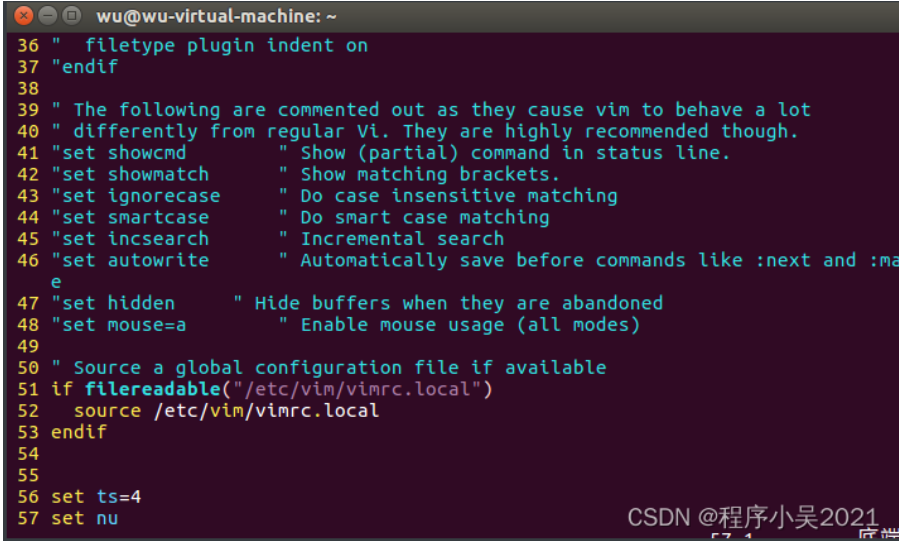 wu@wu-virtual-machine: ~
36 "  filetype plugin indent on
37 "endif
38
39 " The following are commented out as they cause vim to behave a lot
40 " differently from regular Vi. They are highly recommended though.
41 "set showcmd        " Show (partial) command in status line.
42 "set showmatch      " Show matching brackets.
43 "set ignorecase     " Do case insensitive matching
44 "set smartcase      " Do smart case matching
45 "set incsearch      " Incremental search
46 "set autowrite      " Automatically save before commands like :next and :ma
e
47 "set hidden     " Hide buffers when they are abandoned
48 "set mouse=a        " Enable mouse usage (all modes)
49
50 " Source a global configuration file if available
51 if filereadable("/etc/vim/vimrc.local")
52   source /etc/vim/vimrc.local
53 endif
54
55
56 set ts=4
57 set nu
CSDN @程序小吴2021